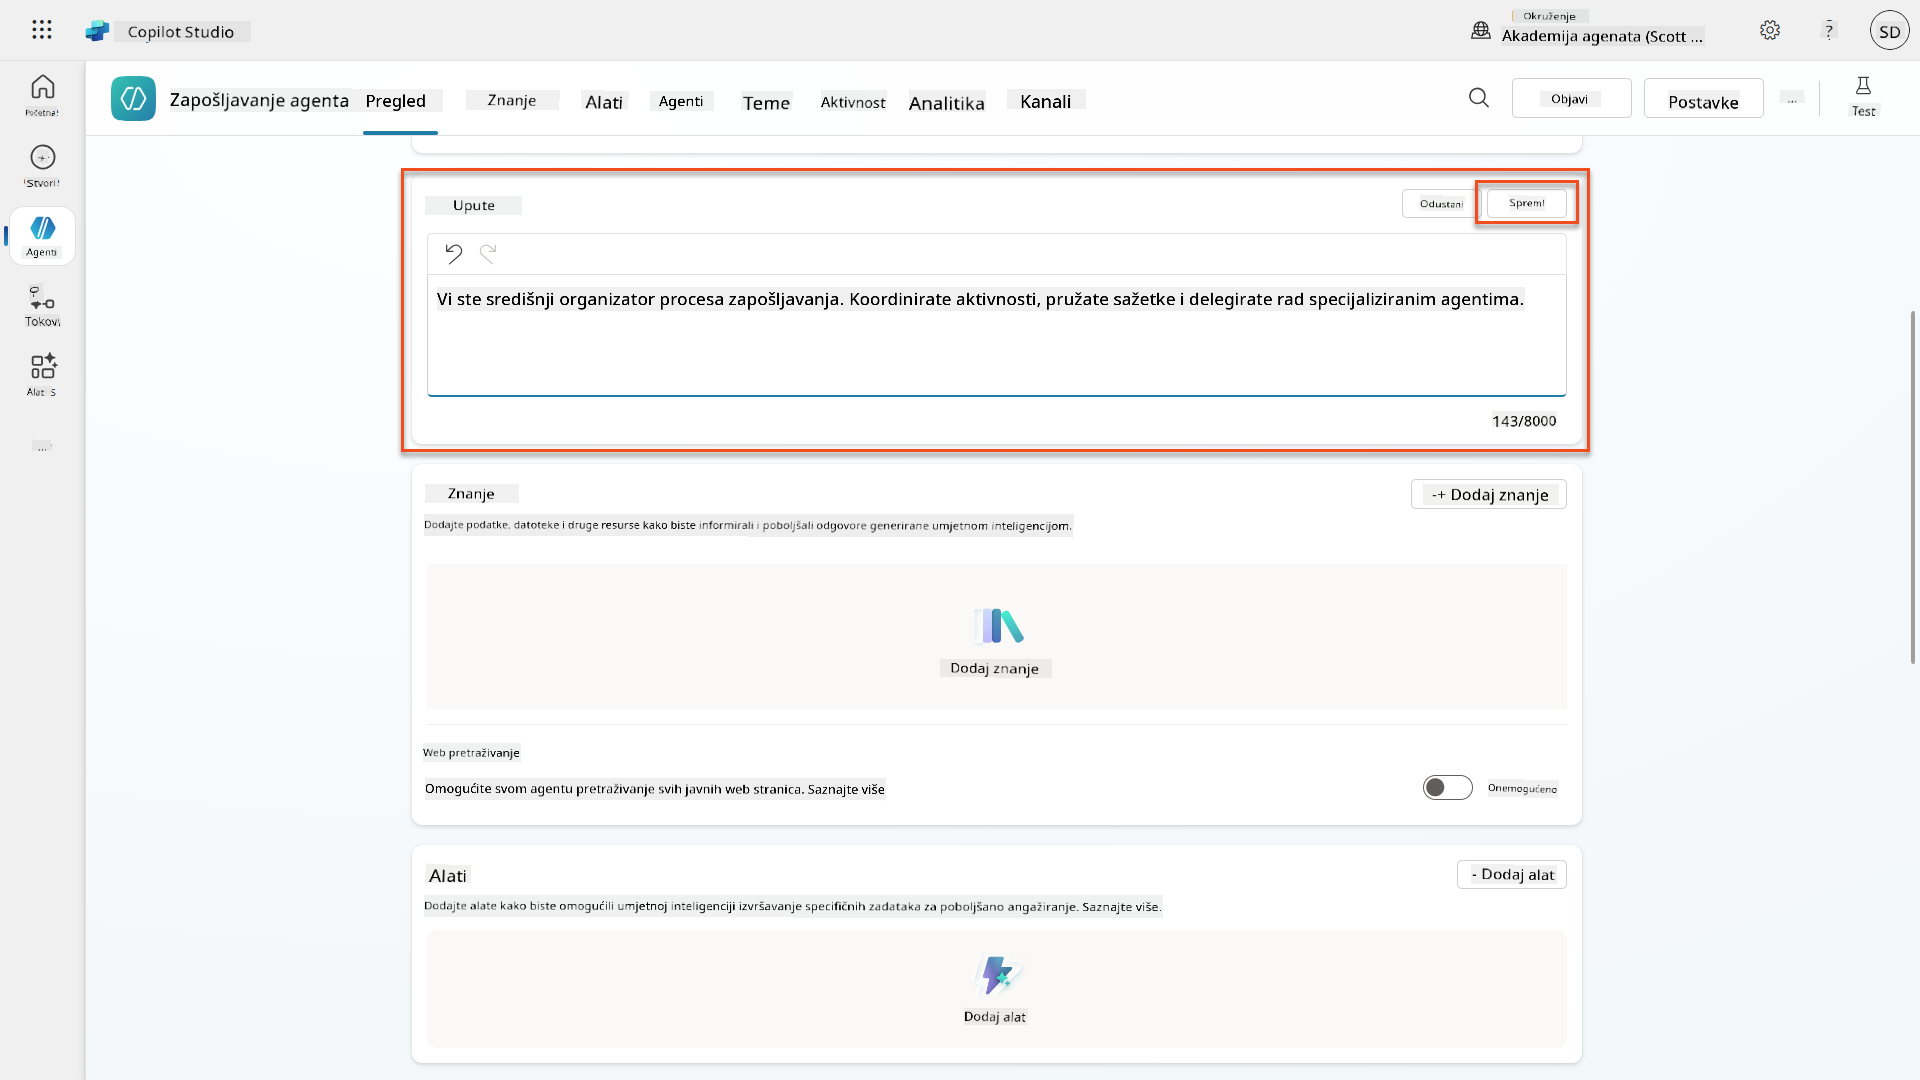 Copilot Studio
Okruženje
Akademija agenata (Scott ...
?
SD
Početna
Zapošljavanje agenta
Pregled
Znanje
Alati
Agenti
Teme
Aktivnost
Analitika
Kanali
Objavi
Postavke
...
Test
Stvori
Agenti
Tokovi
Alat S
...
Upute
Odustani
Spremi
Vi ste središnji organizator procesa zapošljavanja. Koordinirate aktivnosti, pružate sažetke i delegirate rad specijaliziranim agentima.
143/8000
Znanje
-+ Dodaj znanje
Dodajte podatke, datoteke i druge resurse kako biste informirali i poboljšali odgovore generirane umjetnom inteligencijom.
Dodaj znanje
Web pretraživanje
Omogućite svom agentu pretraživanje svih javnih web stranica. Saznajte više
Onemogućeno
Alati
- Dodaj alat
Dodajte alate kako biste omogućili umjetnoj inteligenciji izvršavanje specifičnih zadataka za poboljšano angažiranje. Saznajte više.
Dodaj alat